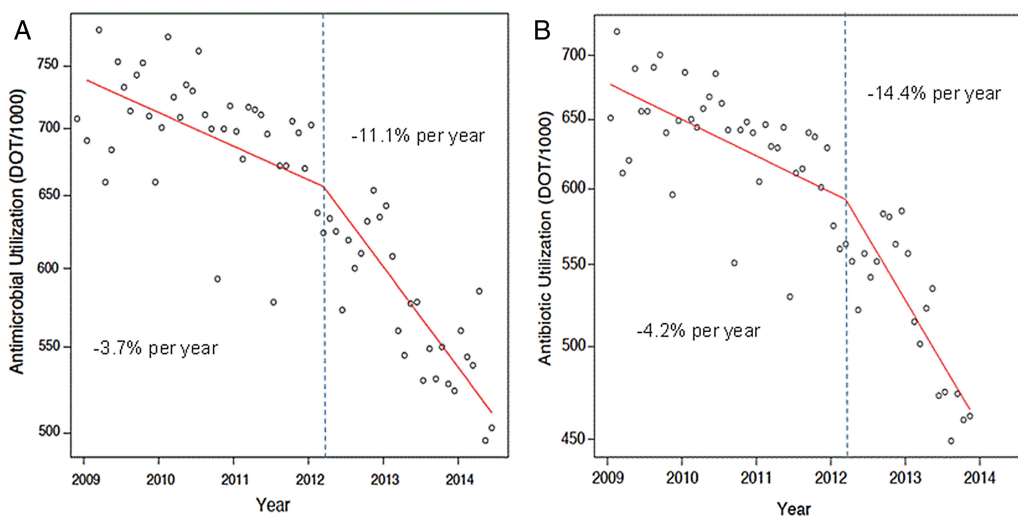 A
Antimicrobial Utilization (DOT/1000)
750
700
650
600
550
500
-11.1% per year
-3.7% per year
2009 2010 2011 2012 2013 2014
Year
B
Antibiotic Utilization (DOT/1000)
700
650
600
550
500
450
-14.4% per year
-4.2% per year
2009 2010 2011 2012 2013 2014
Year